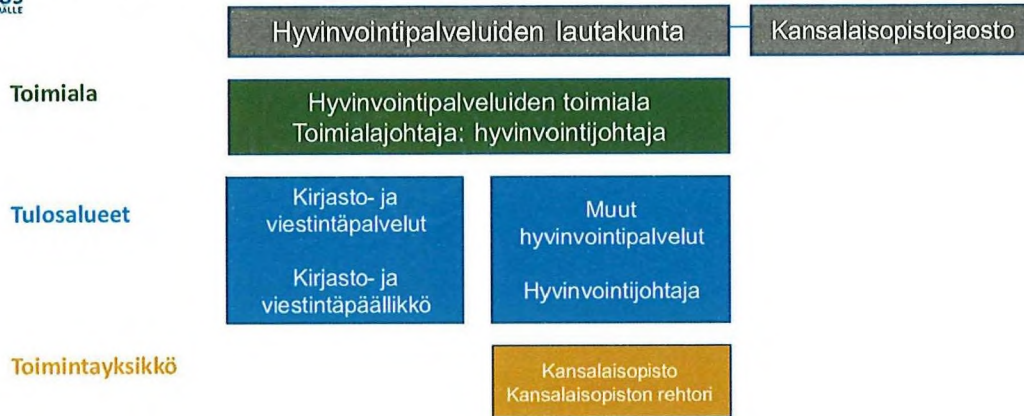 Hyvinvointipalveluiden lautakunta
Kansalaisopistojaosto
Toimiala
Hyvinvointipalveluiden toimiala
Toimialajohtaja: hyvinvointijohtaja
Tulosalueet
Kirjasto- ja
viestintäpalvelut
Kirjasto- ja
viestintäpäällikkö
Muut
hyvinvointipalvelut
Hyvinvointijohtaja
Toimintayksikkö
Kansalaisopisto
Kansalaisopiston rehtori